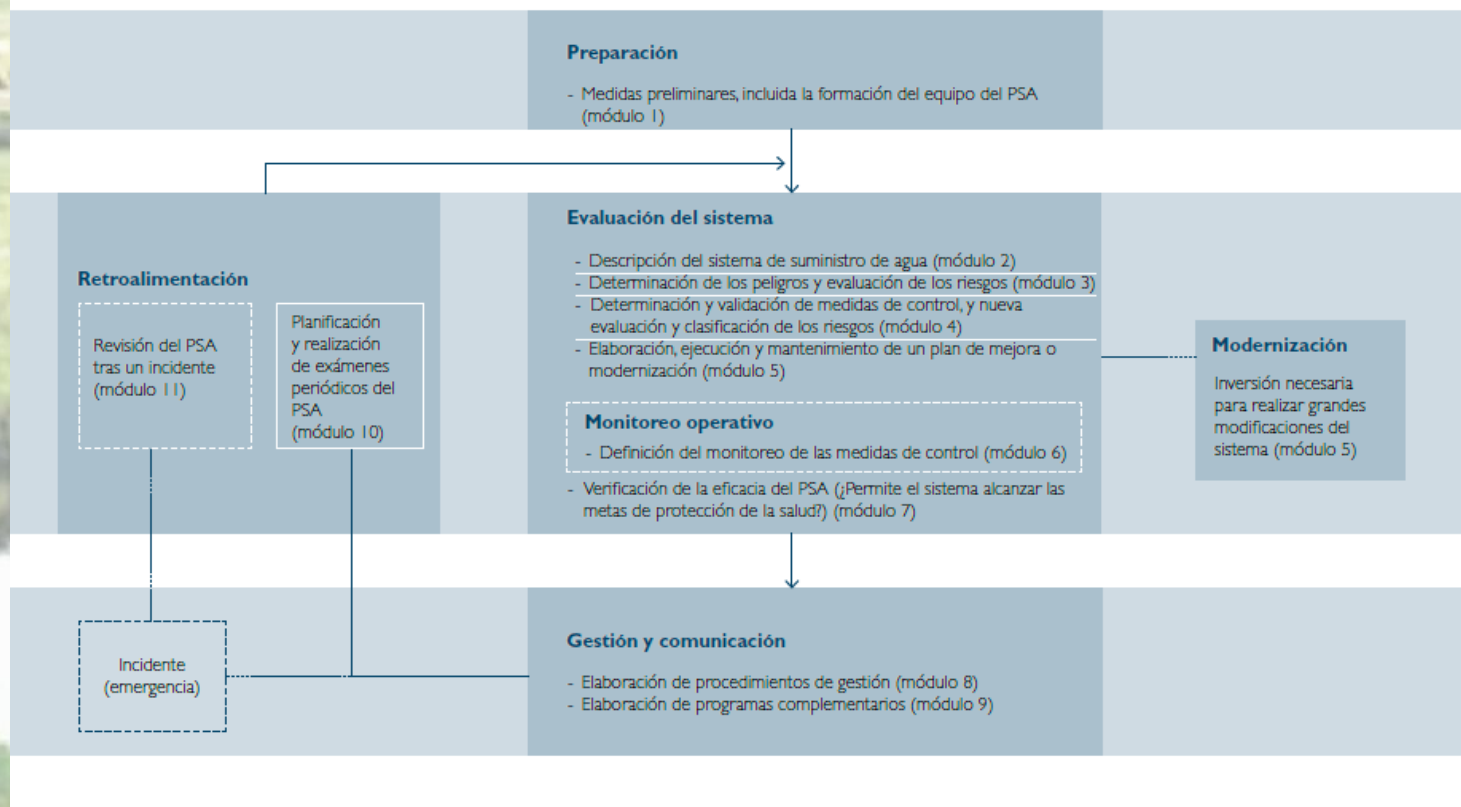 Preparación
- Medidas preliminares, incluida la formación del equipo del PSA
(módulo 1)
Evaluación del sistema
- Descripción del sistema de suministro de agua (módulo 2)
- Determinación de los peligros y evaluación de los riesgos (módulo 3)
- Determinación y validación de medidas de control, y nueva
evaluación y clasificación de los riesgos (módulo 4)
- Elaboración, ejecución y mantenimiento de un plan de mejora o
modernización (módulo 5)
Monitoreo operativo
- Definición del monitoreo de las medidas de control (módulo 6)
- Verificación de la eficacia del PSA (¿Permite el sistema alcanzar las
metas de protección de la salud?) (módulo 7)
Retroalimentación
Revisión del PSA
tras un incidente
(módulo 11)
Planificación
y realización
de exámenes
periódicos del
PSA
(módulo 10)
Modernización
Inversión necesaria
para realizar grandes
modificaciones del
sistema (módulo 5)
Incidente
(emergencia)
Gestión y comunicación
- Elaboración de procedimientos de gestión (módulo 8)
- Elaboración de programas complementarios (módulo 9)